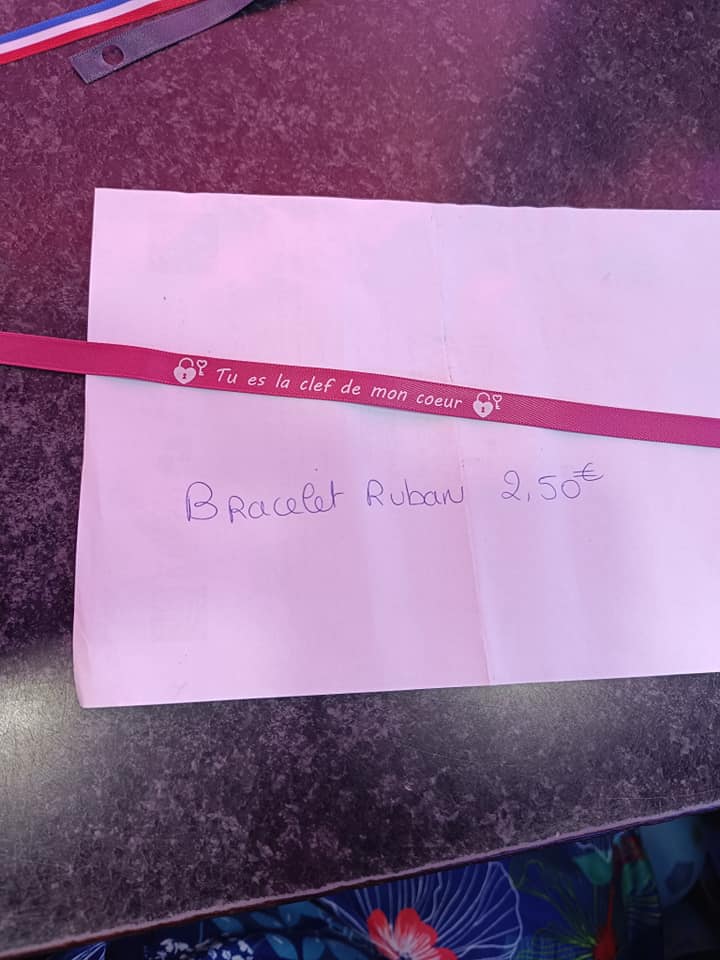 Tu es la clef de mon coeur
Bracelet Ruban 2,50€